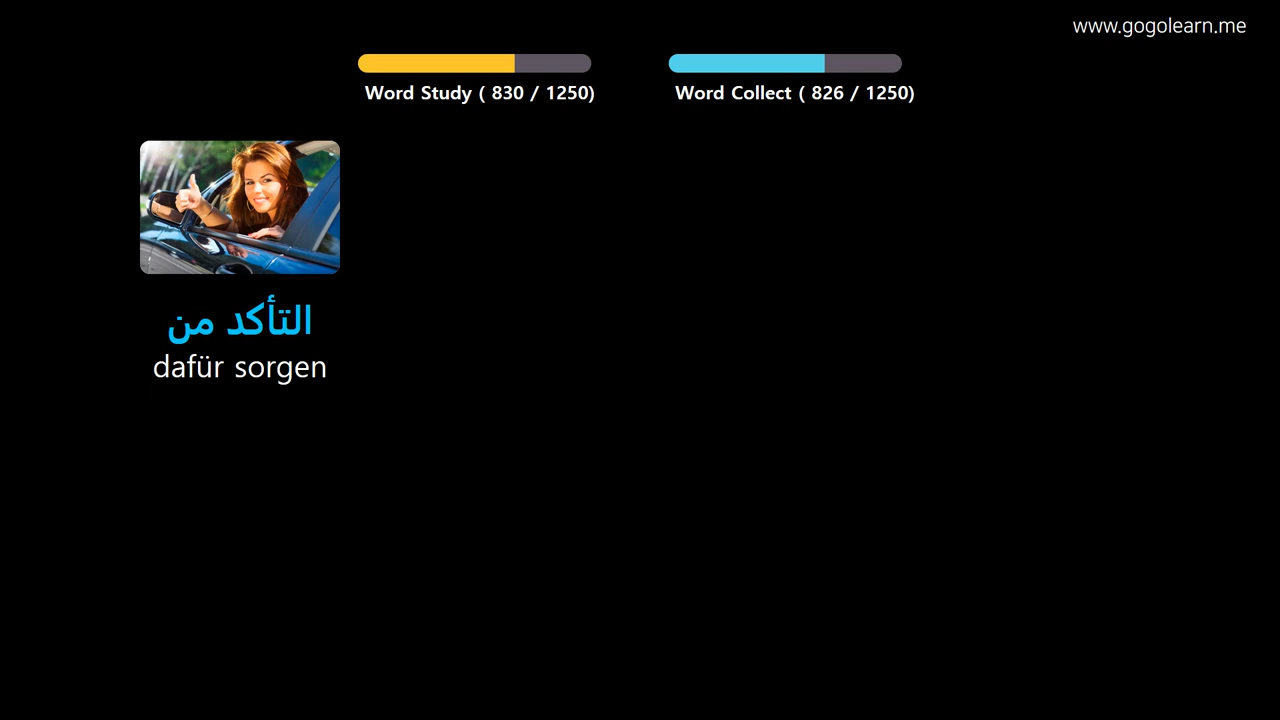 www.gogolearn.me
Word Study ( 830 / 1250)
Word Collect ( 826 / 1250)
التأكد من
dafür sorgen